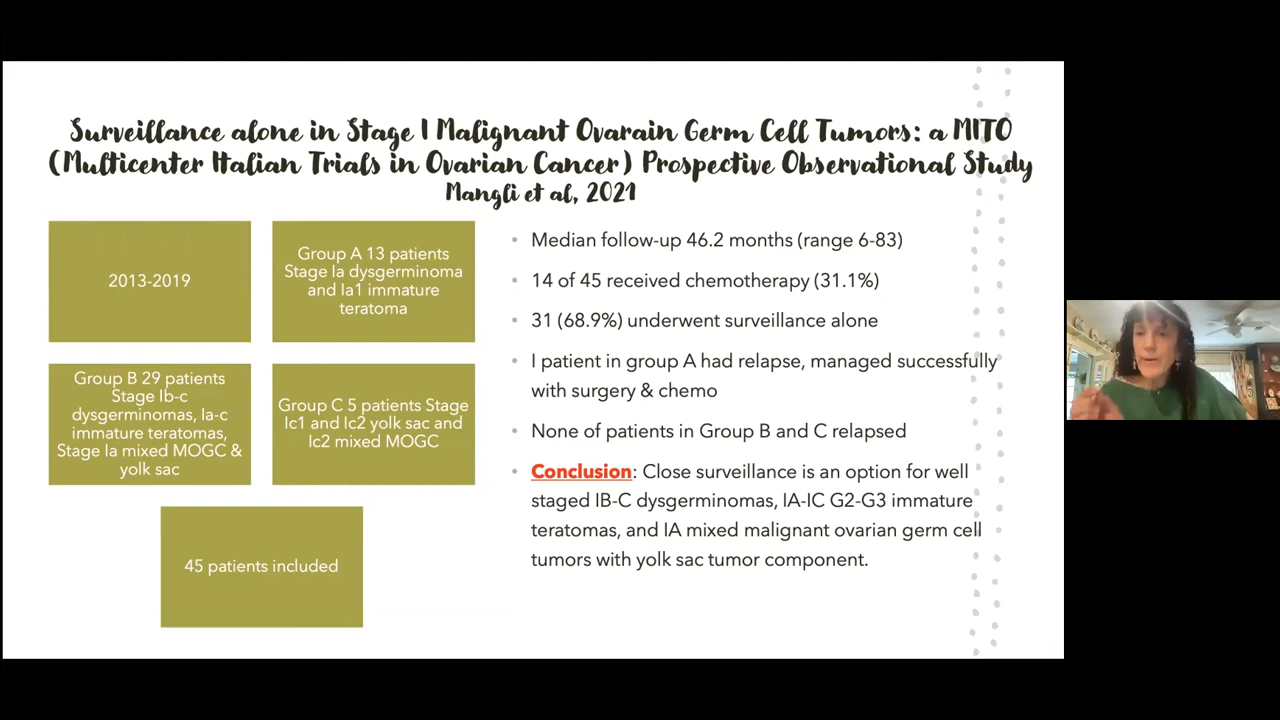 Surveillance alone in Stage I Malignant Ovarain Germ Cell Tumors: a MITO
(Multicenter Italian Trials in Ovarian Cancer) Prospective Observational Study
Mangli et al, 2021
2013-2019
Group A 13 patients
Stage Ia dysgerminoma
and Ia1 immature
teratoma
Group B 29 patients
Stage Ib-c
dysgerminomas, Ia-c
immature teratomas,
Stage Ia mixed MOGC &
yolk sac
Group C 5 patients Stage
Ic1 and Ic2 yolk sac and
Ic2 mixed MOGC
45 patients included
• Median follow-up 46.2 months (range 6-83)
• 14 of 45 received chemotherapy (31.1%)
• 31 (68.9%) underwent surveillance alone
• I patient in group A had relapse, managed successfully
with surgery & chemo
• None of patients in Group B and C relapsed
• Conclusion: Close surveillance is an option for well
staged IB-C dysgerminomas, IA-IC G2-G3 immature
teratomas, and IA mixed malignant ovarian germ cell
tumors with yolk sac tumor component.